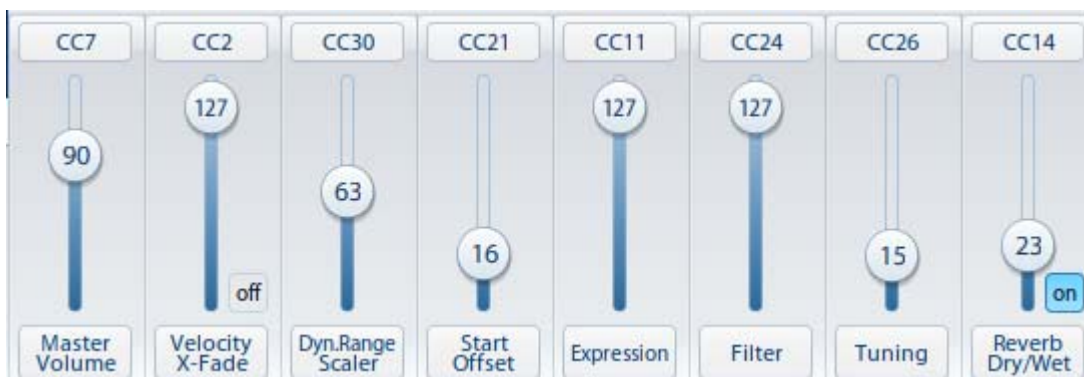 CC7 CC2 CC30 CC21 CC11 CC24 CC26 CC14
127 127 127
90
63
16 15 23
off on
Master Velocity Dyn.Range Start Expression Filter Tuning Reverb
Volume X-Fade Scaler Offset Dry/Wet